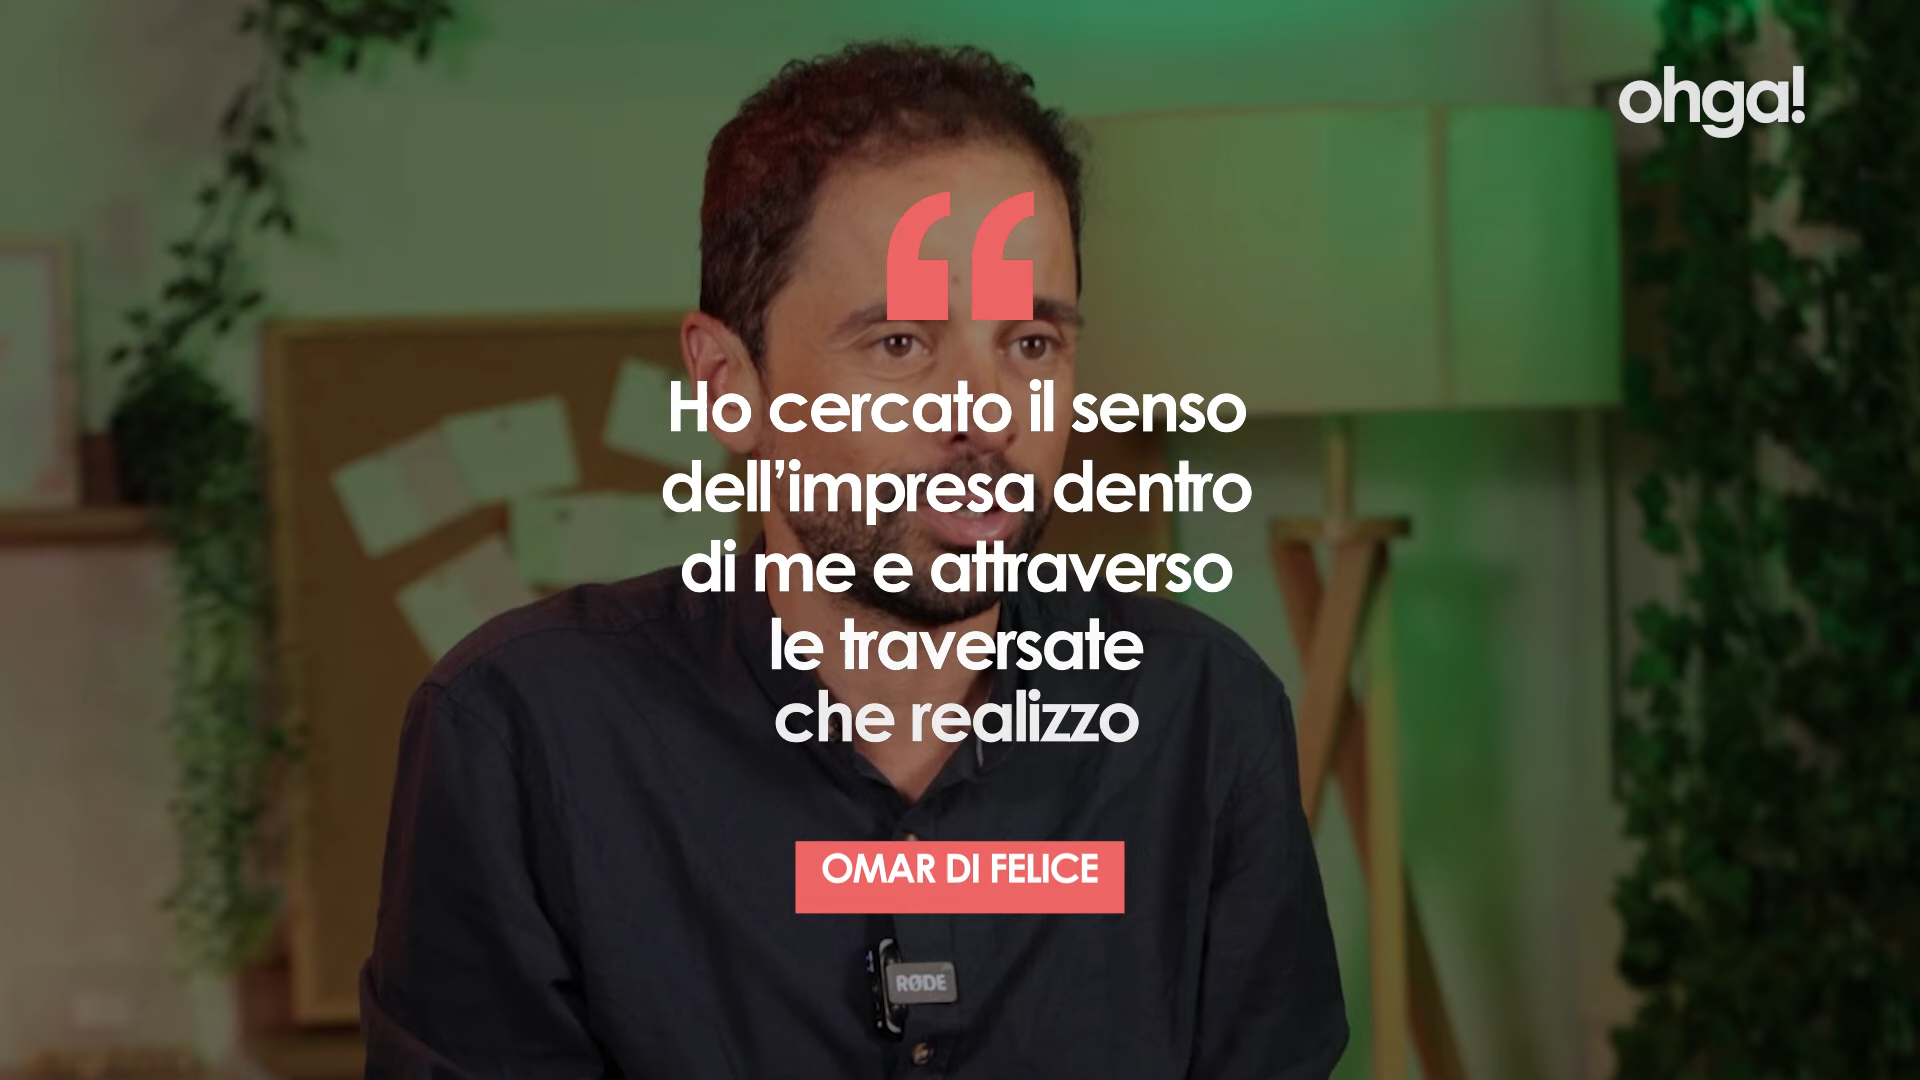 ohga!
“
Ho cercato il senso
dell’impresa dentro
di me e attraverso
le traversate
che realizzo
OMAR DI FELICE
RØDE